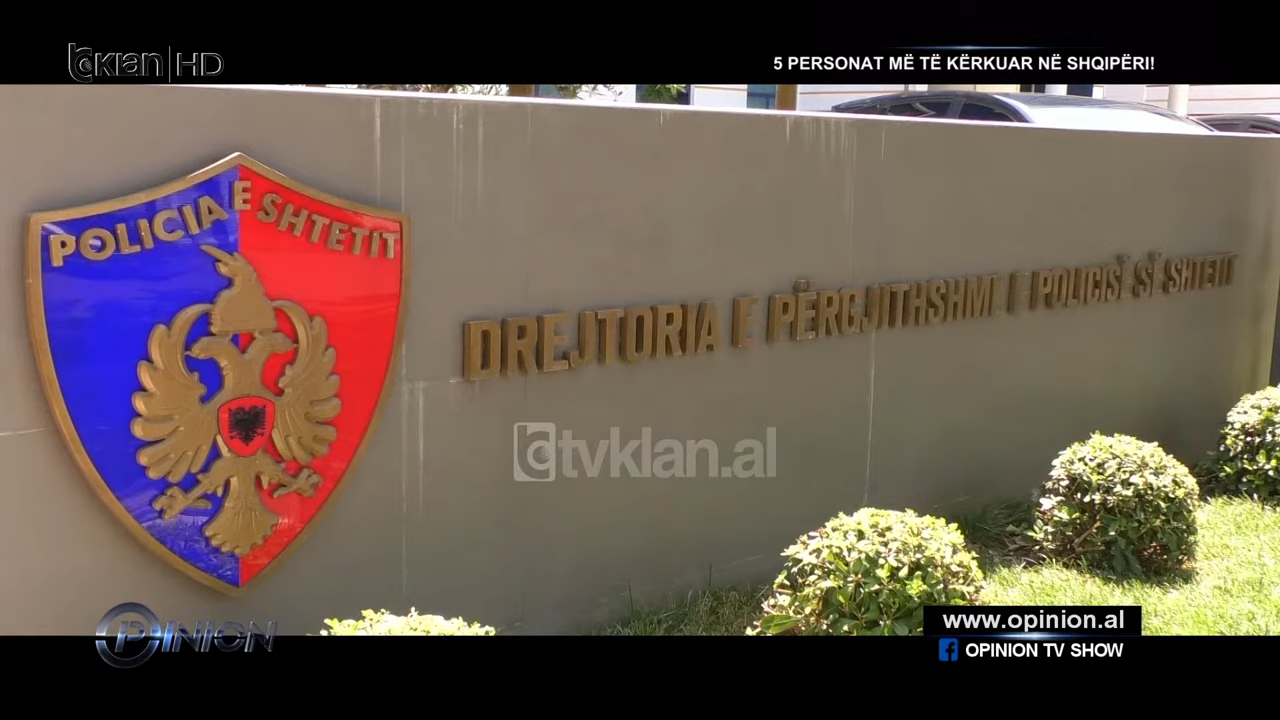 tvklan HD
5 PERSONAT MË TË KËRKUAR NË SHQIPËRI!
POLICIA E SHTETIT
DREJTORIA E PËRGJITHSHME E POLICISË SË SHTETIT
tvklan.al
OPINION
www.opinion.al
OPINION TV SHOW